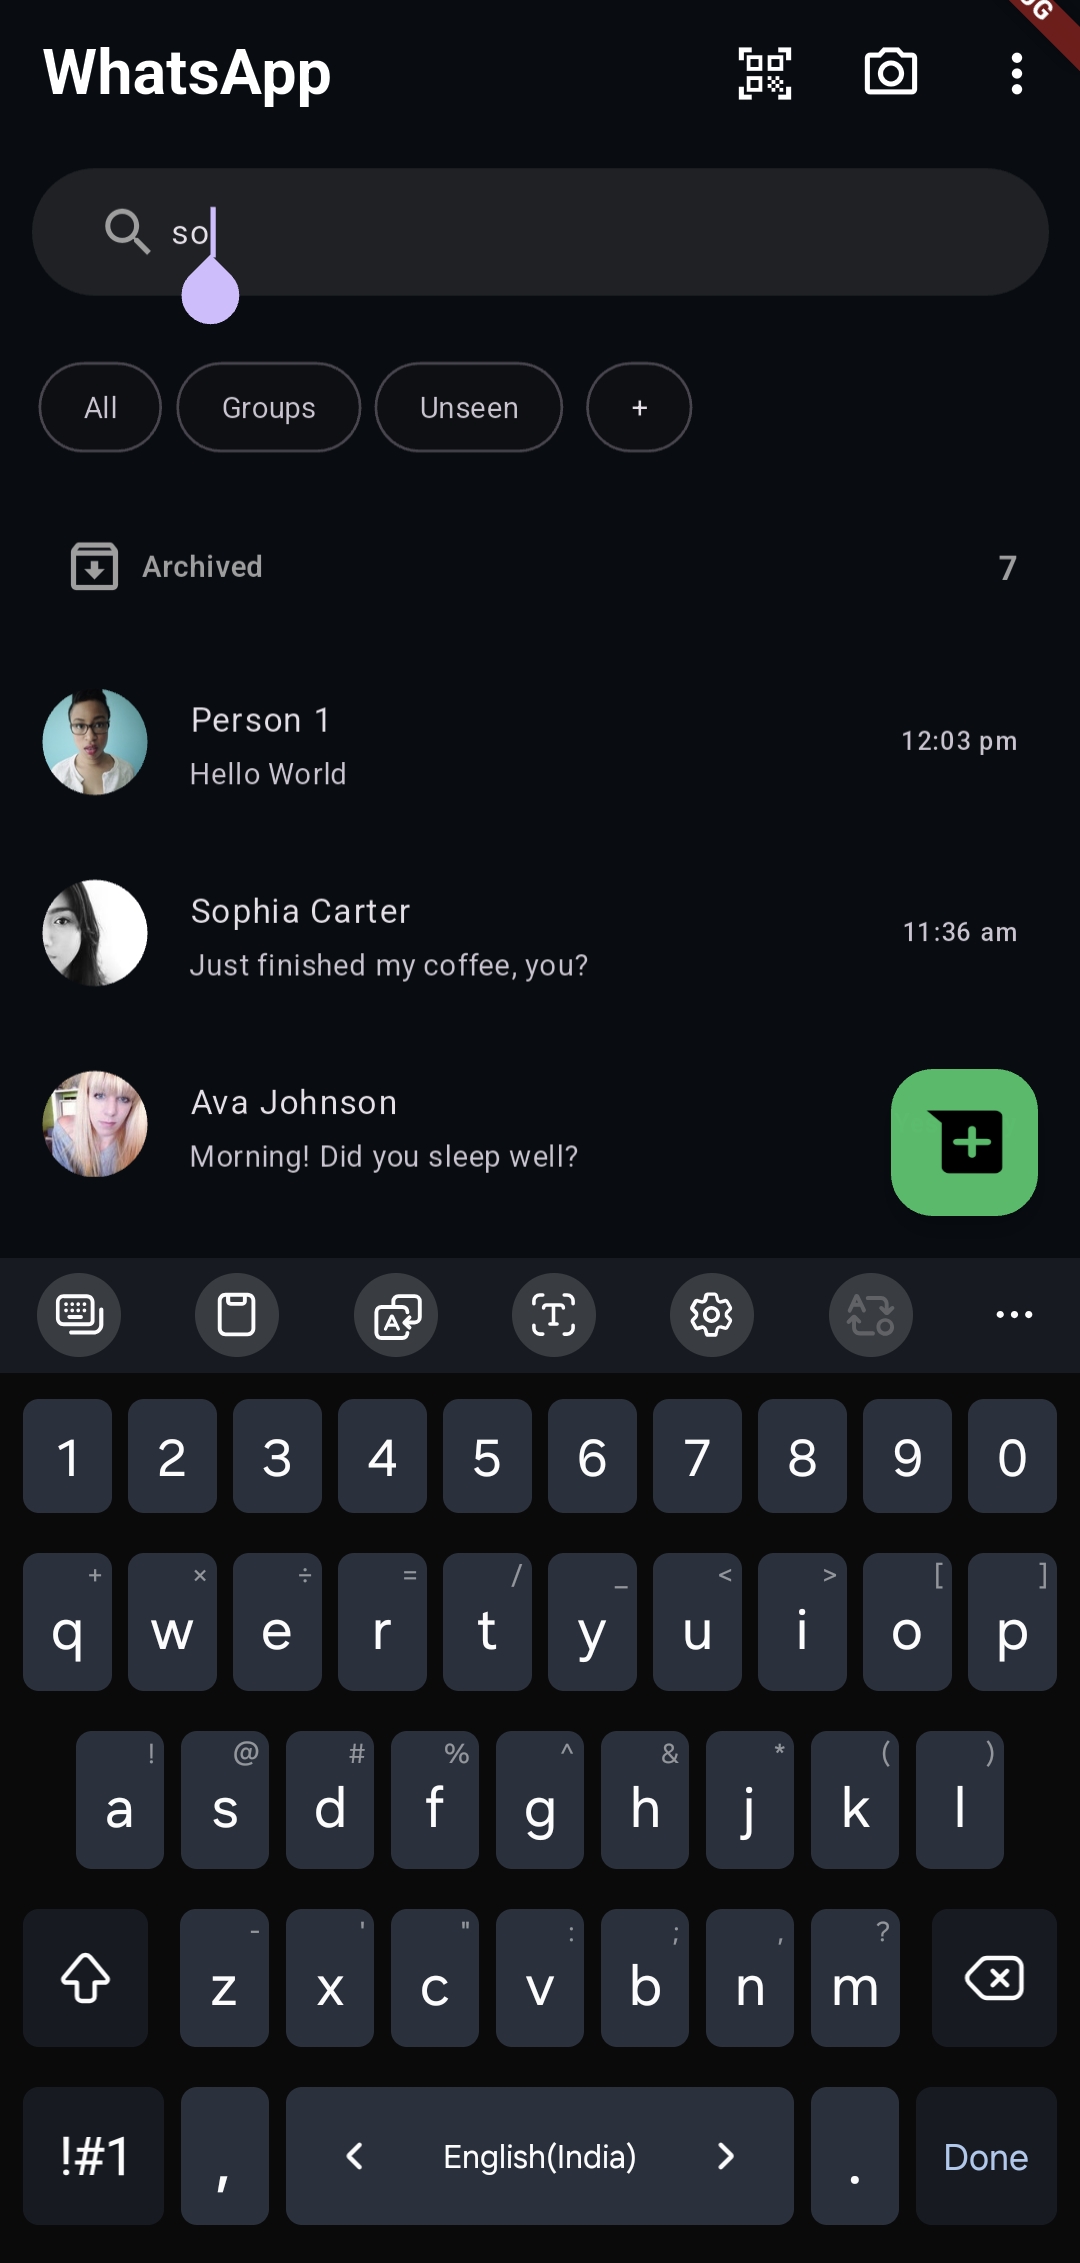 WhatsApp
so
All Groups Unseen +
Archived 7
Person 1
Hello World
12:03 pm
Sophia Carter
Just finished my coffee, you?
11:36 am
Ava Johnson
Morning! Did you sleep well?
1 2 3 4 5 6 7 8 9 0
+ × ÷ = / _ < > [ ]
q w e r t y u i o p
! @ # % ^ & * ( )
a s d f g h j k l
- ' " : ; , ?
z x c v b n m
!#1 , < English(India) > . Done